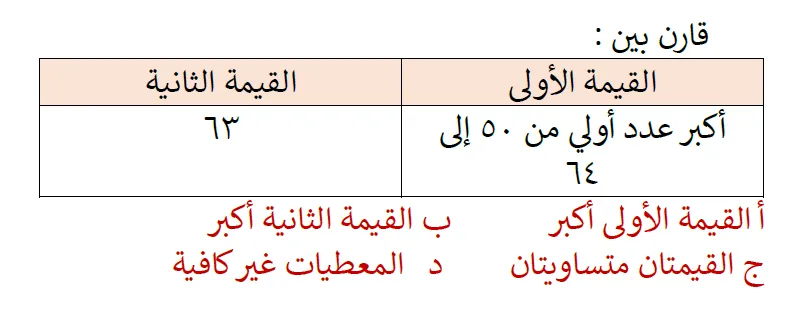 قارن بين :
القيمة الأولى القيمة الثانية
أكبر عدد أولي من ٥٠ إلى ٦٣
٦٤
أ القيمة الأولى أكبر ب القيمة الثانية أكبر
ج القيمتان متساويتان د المعطيات غير كافية